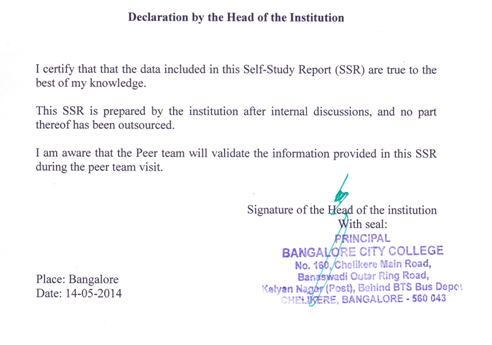 Declaration by the Head of the Institution
I certify that that the data included in this Self-Study Report (SSR) are true to the
best of my knowledge.
This SSR is prepared by the institution after internal discussions, and no part
thereof has been outsourced.
I am aware that the Peer team will validate the information provided in this SSR
during the peer team visit.
Signature of the Head of the institution
With seal:
PRINCIPAL
BANGALORE CITY COLLEGE
No. 160, Chelikere Main Road,
Banaswadi Outar Ring Road,
Kalyan Nagar (Post), Behind BTS Bus Depot
CHELIKERE, BANGALORE - 560 043
Place: Bangalore
Date: 14-05-2014